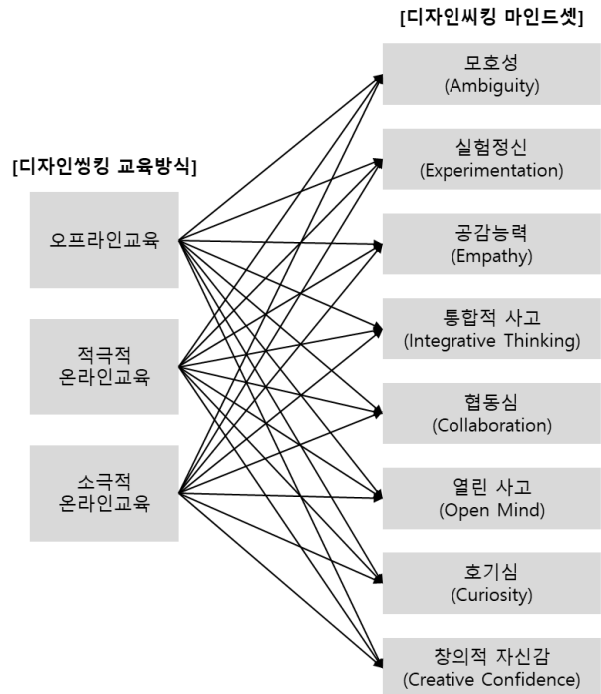 [디자인씨킹 마인드셋]
모호성
(Ambiguity)
실험정신
(Experimentation)
[디자인씽킹 교육방식]
오프라인교육
공감능력
(Empathy)
적극적
온라인교육
통합적 사고
(Integrative Thinking)
협동심
(Collaboration)
소극적
온라인교육
열린 사고
(Open Mind)
호기심
(Curiosity)
창의적 자신감
(Creative Confidence)